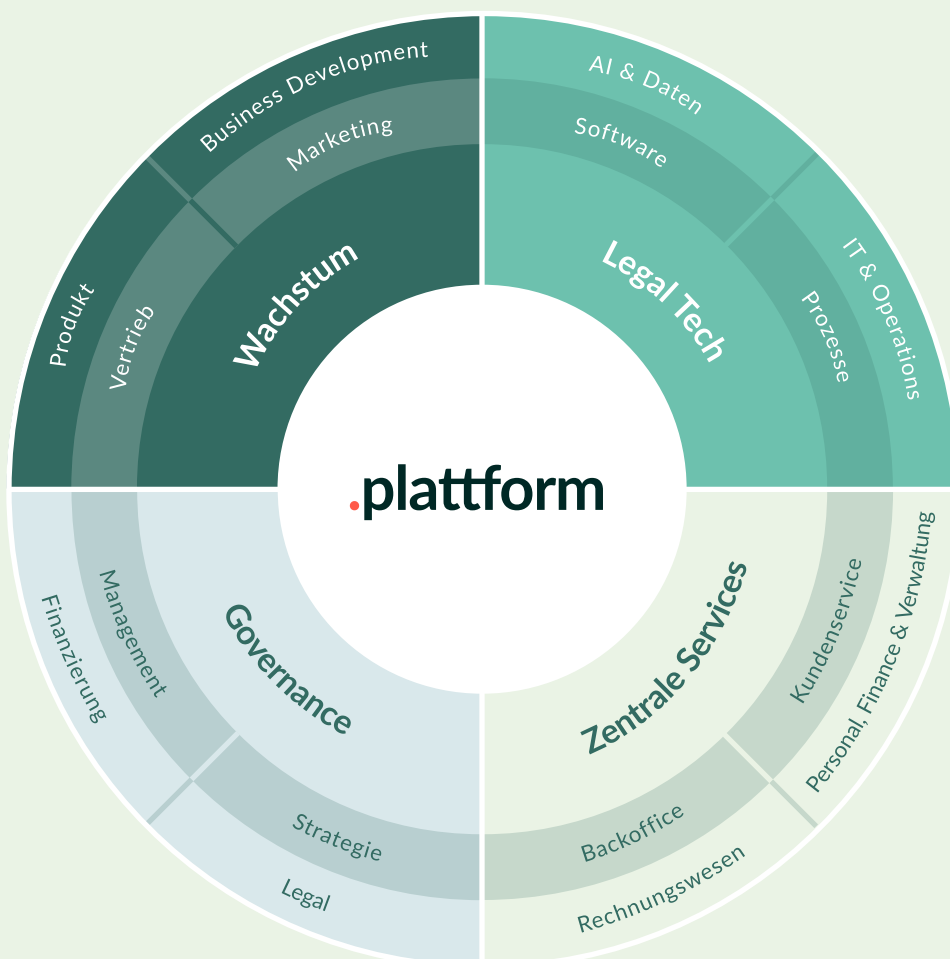 Business Development
Marketing
Produkt
Vertrieb
Wachstum
AI & Daten
Software
IT & Operations
Prozesse
Legal Tech
.plattform
Governance
Management
Finanzierung
Strategie
Legal
Zentrale Services
Kundenservice
Personal, Finance & Verwaltung
Backoffice
Rechnungswesen